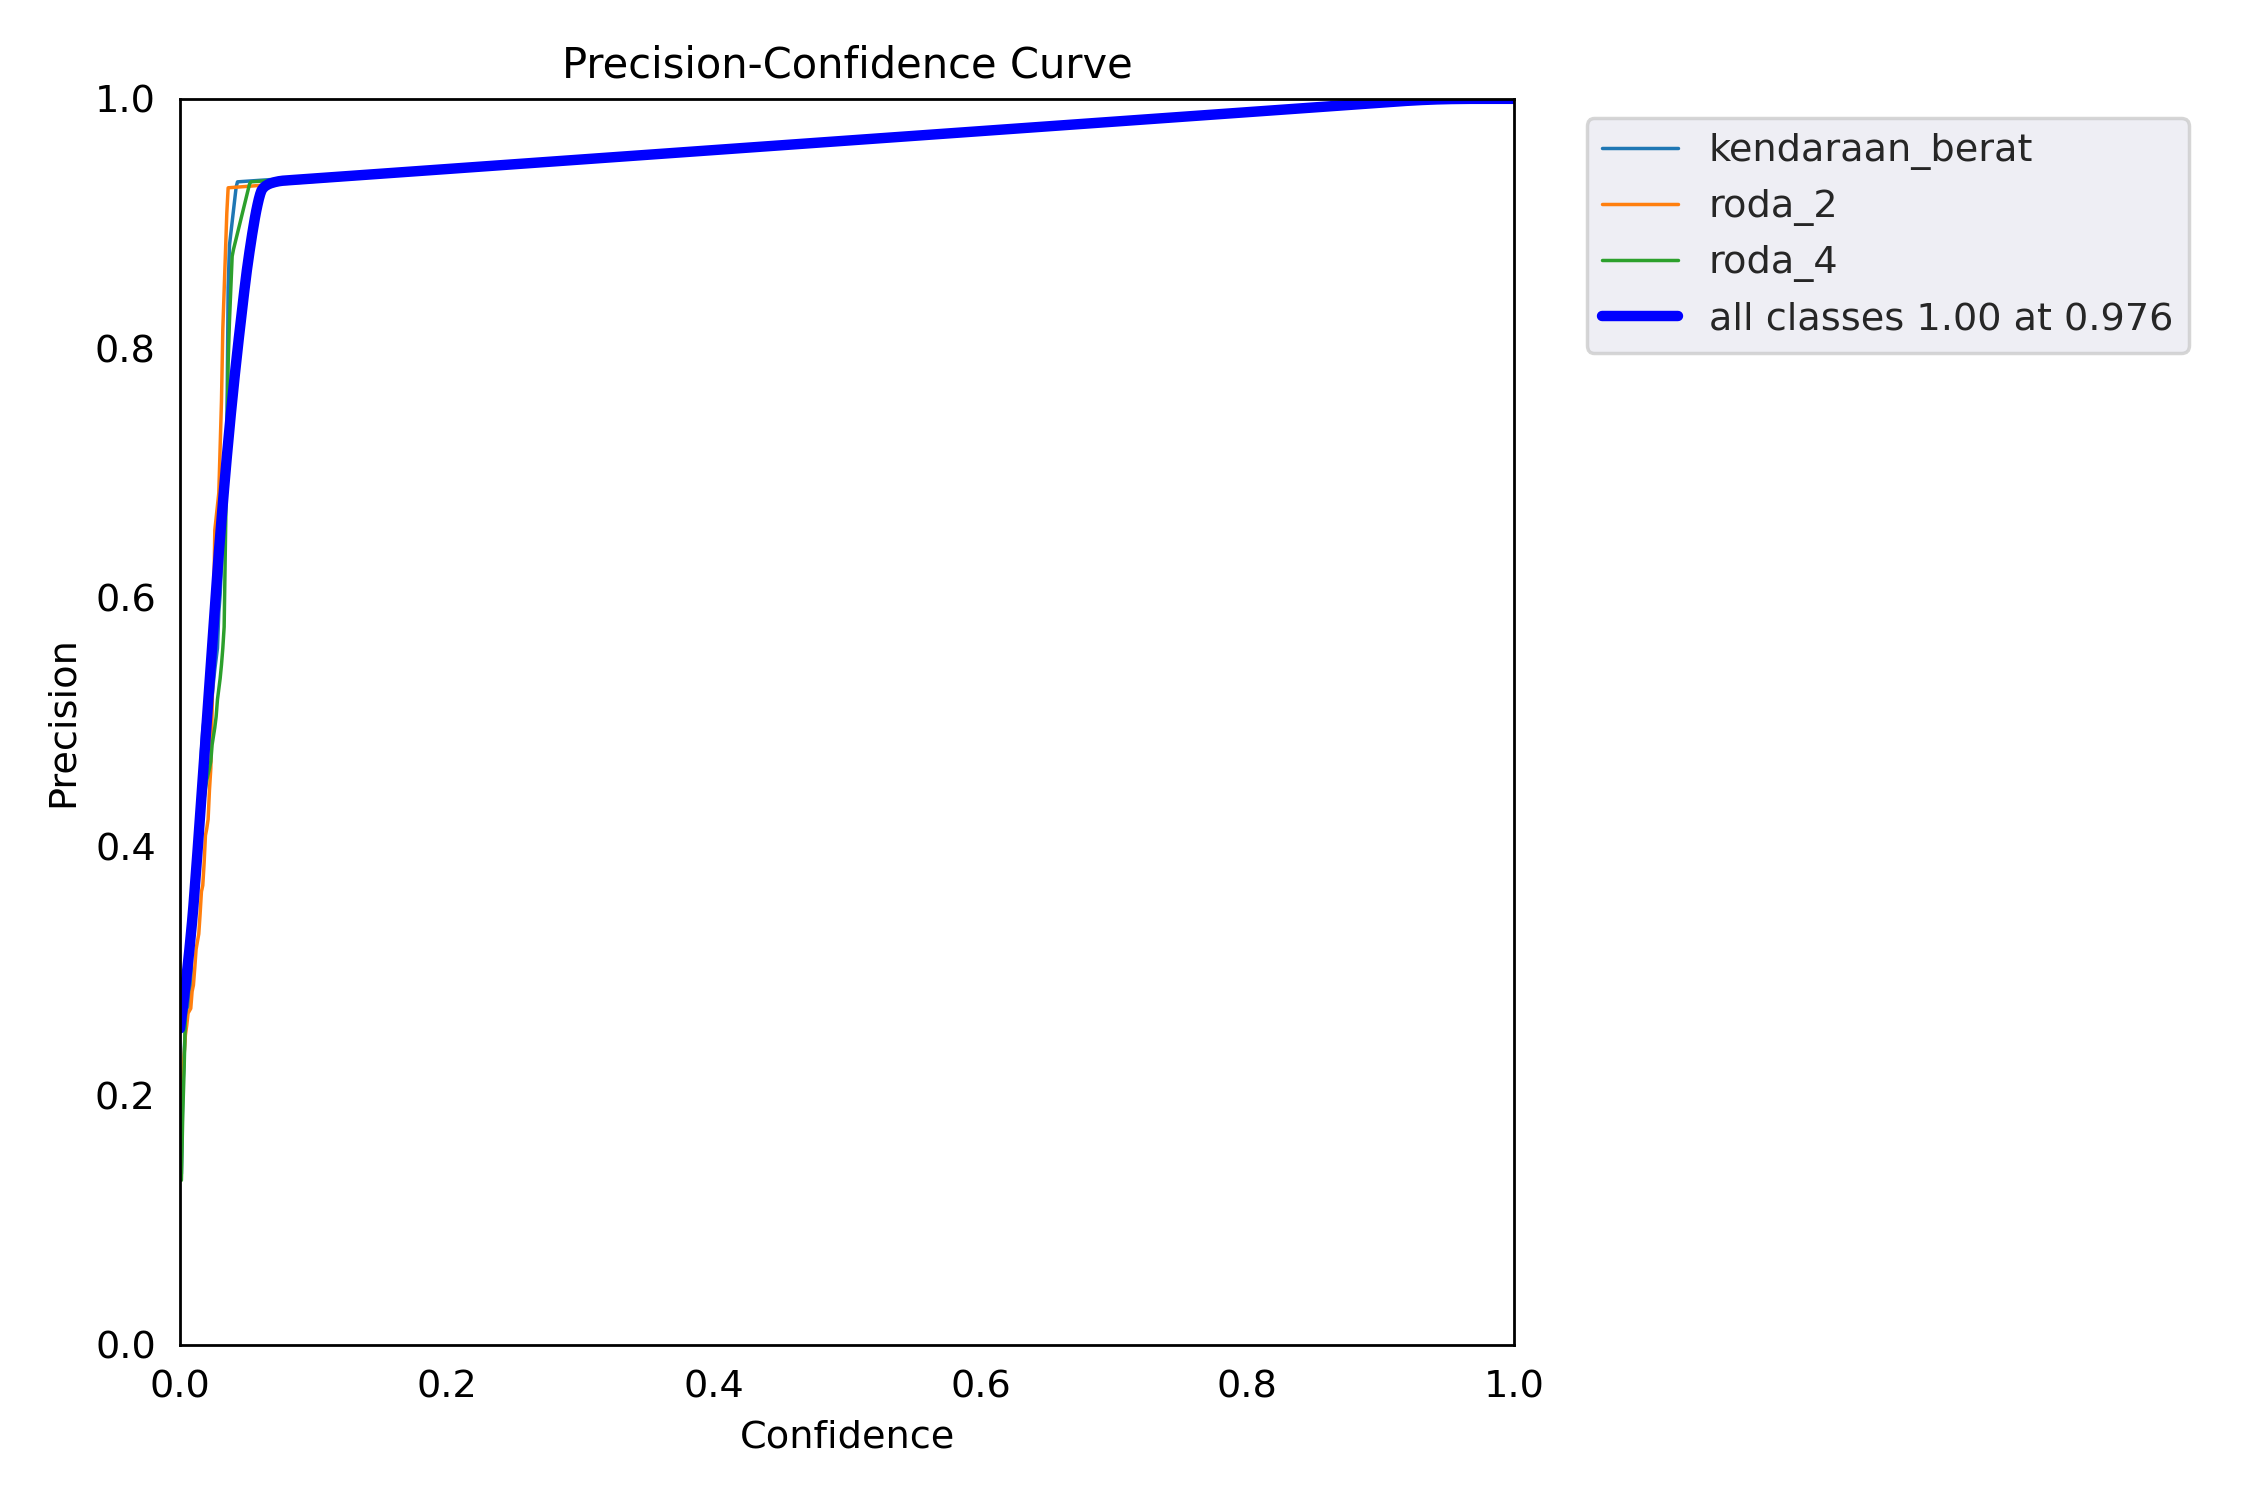 Precision-Confidence Curve
1.0
0.8
0.6
0.4
0.2
0.0
Precision
0.0 0.2 0.4 0.6 0.8 1.0
Confidence
kendaraan_berat
roda_2
roda_4
all classes 1.00 at 0.976